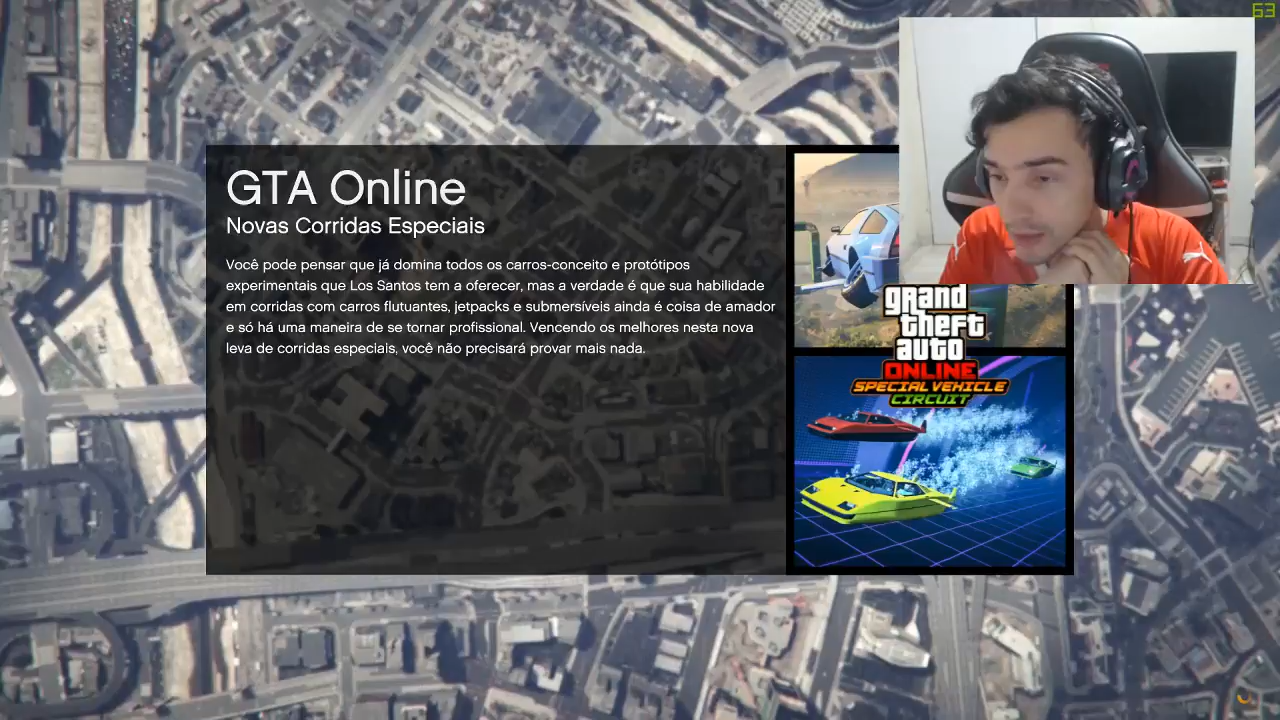 63
GTA Online
Novas Corridas Especiais
Você pode pensar que já domina todos os carros-conceito e protótipos
experimentais que Los Santos tem a oferecer, mas a verdade é que sua habilidade
em corridas com carros flutuantes, jetpacks e submersíveis ainda é coisa de amador
e só há uma maneira de se tornar profissional. Vencendo os melhores nesta nova
leva de corridas especiais, você não precisará provar mais nada.
grand
theft
auto
ONLINE
SPECIAL VEHICLE
CIRCUIT